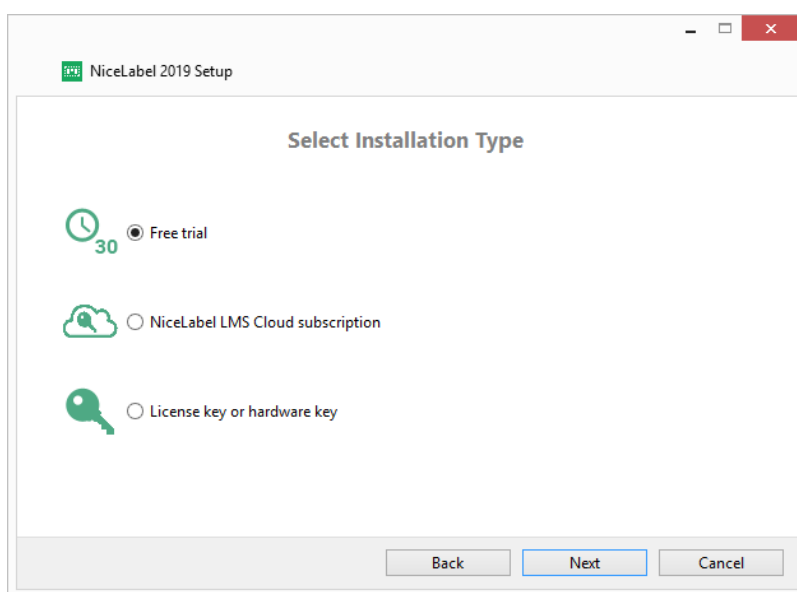 NiceLabel 2019 Setup
Select Installation Type
30
Free trial
NiceLabel LMS Cloud subscription
License key or hardware key
Back
Next
Cancel